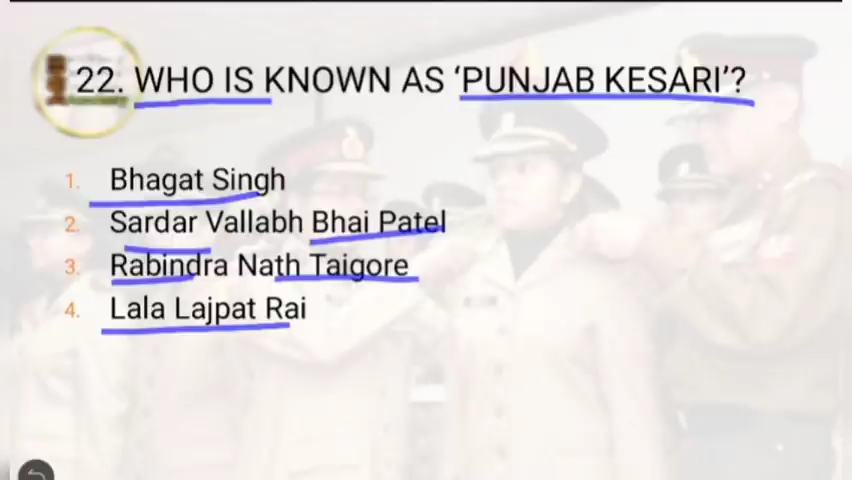 22. WHO IS KNOWN AS ‘PUNJAB KESARI’?
1. Bhagat Singh
2. Sardar Vallabh Bhai Patel
3. Rabindra Nath Taigore
4. Lala Lajpat Rai